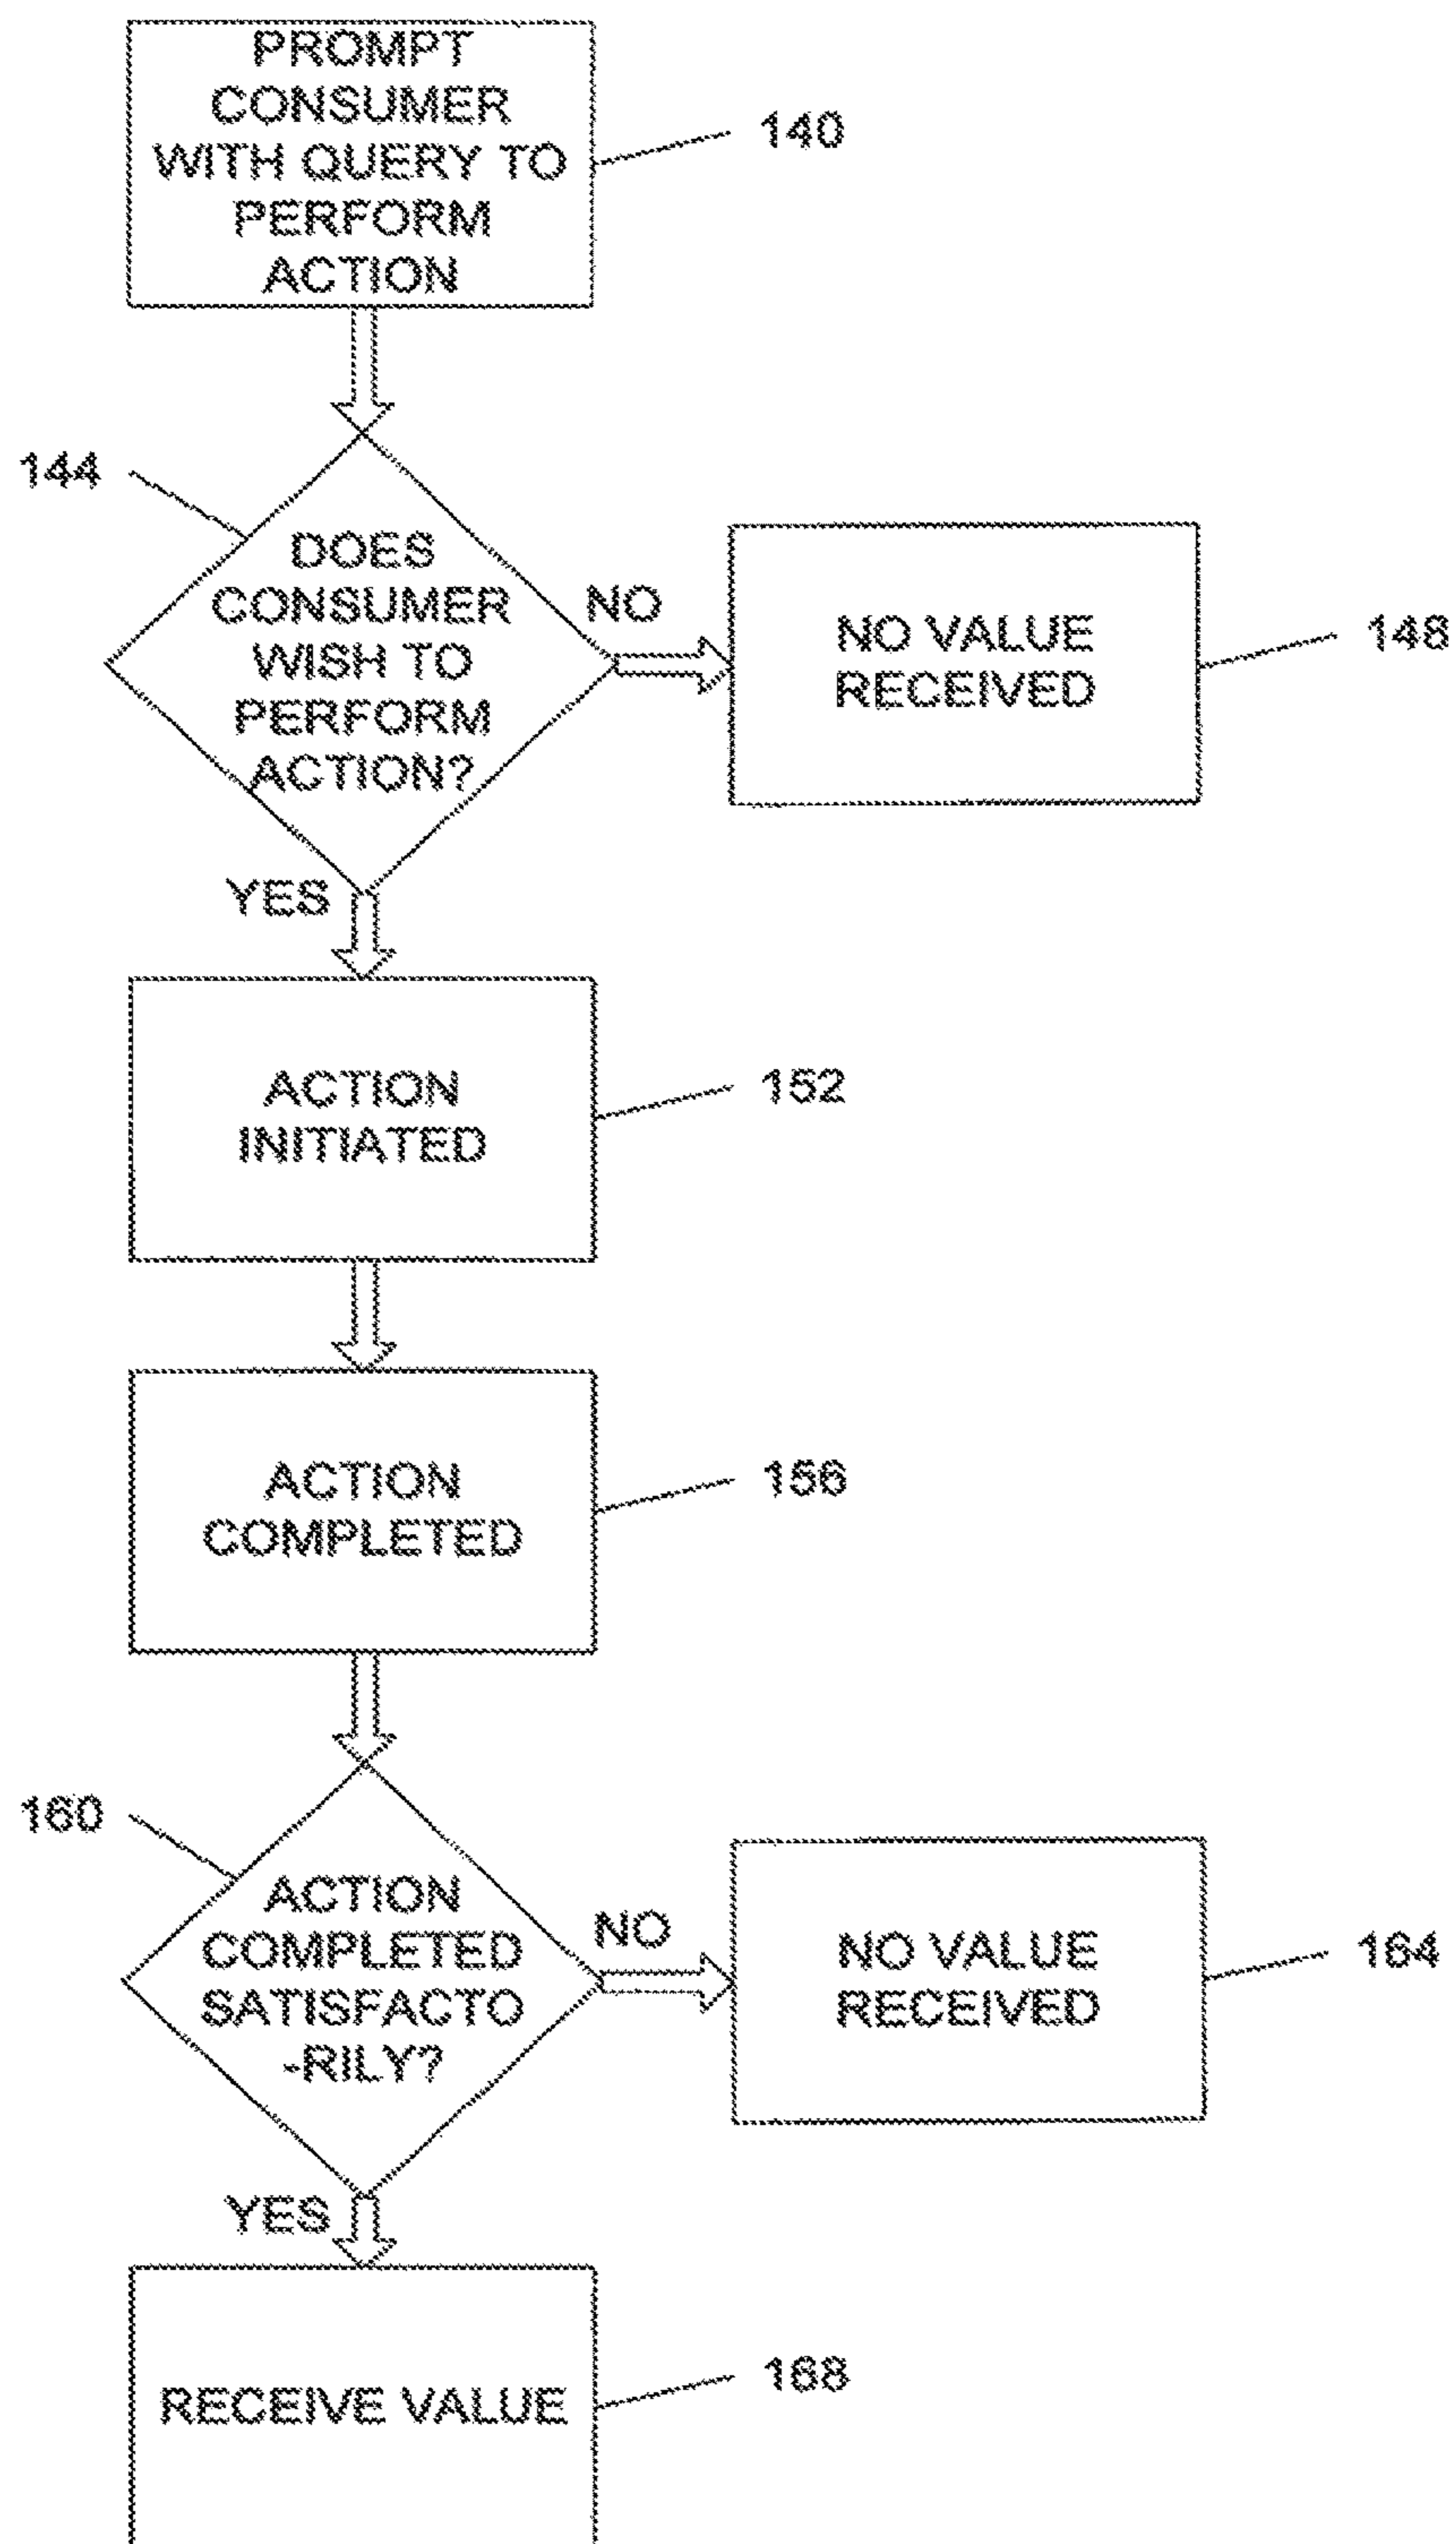 PROMPT
CONSUMER
WITH QUERY TO
PERFORM
ACTION
140
144
DOES
CONSUMER
WISH TO
PERFORM
ACTION?
NO
NO VALUE
RECEIVED
148
YES
ACTION
INITIATED
152
ACTION
COMPLETED
156
160
ACTION
COMPLETED
SATISFACTO
-RILY?
NO
NO VALUE
RECEIVED
164
YES
RECEIVE VALUE
168